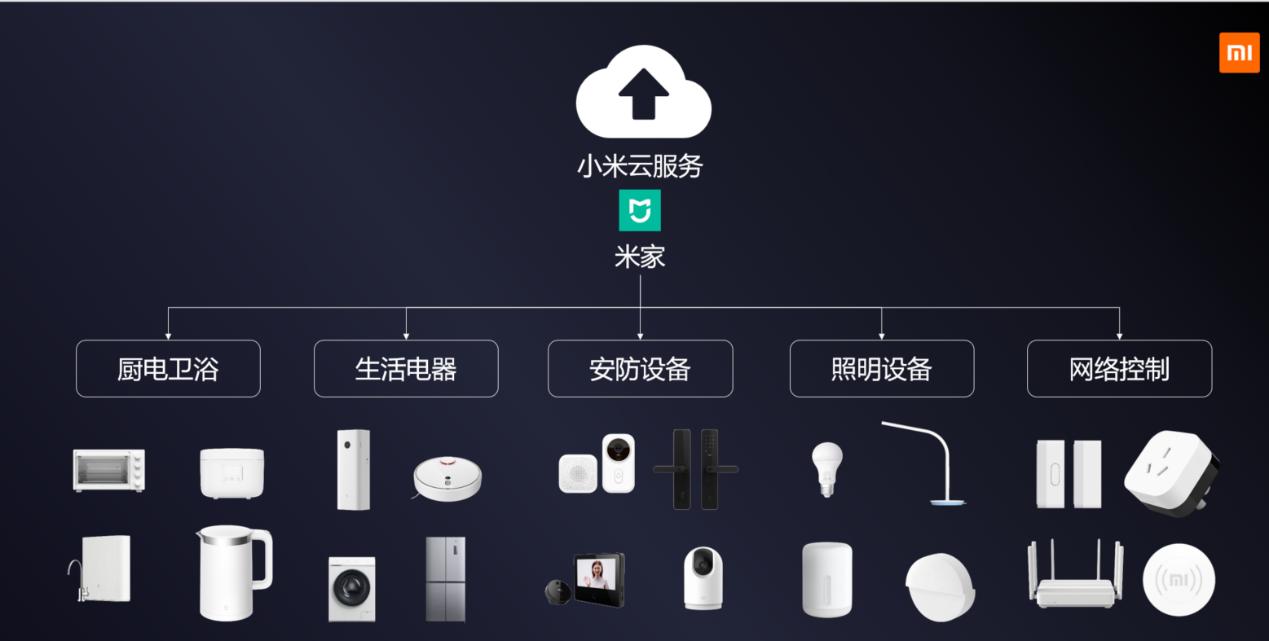 mi
小米云服务
米家
厨电卫浴
生活电器
安防设备
照明设备
网络控制
mi